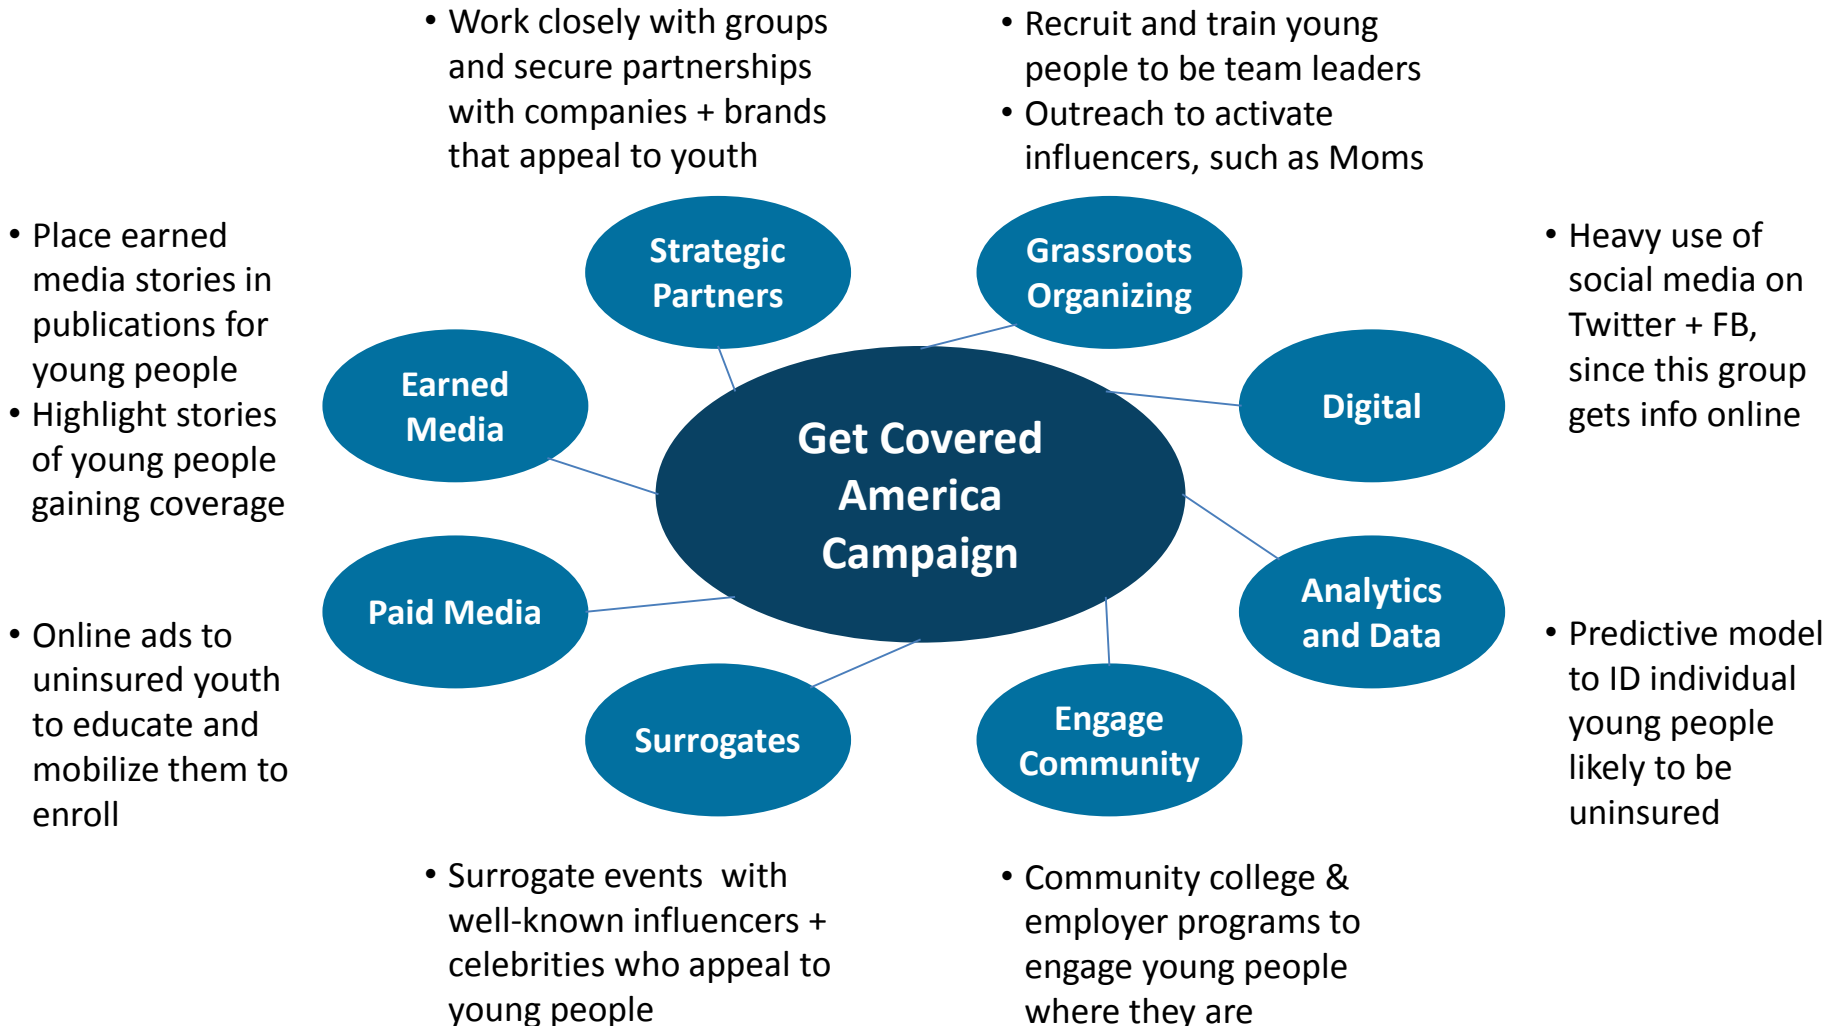 • Work closely with groups
and secure partnerships
with companies + brands
that appeal to youth
• Recruit and train young
people to be team leaders
• Outreach to activate
influencers, such as Moms
• Place earned
media stories in
publications for
young people
• Highlight stories
of young people
gaining coverage
Strategic
Partners
Grassroots
Organizing
• Heavy use of
social media on
Twitter + FB,
since this group
gets info online
Earned
Media
Digital
Get Covered
America
Campaign
Paid Media
Analytics
and Data
• Online ads to
uninsured youth
to educate and
mobilize them to
enroll
Surrogates
Engage
Community
• Predictive model
to ID individual
young people
likely to be
uninsured
• Surrogate events  with
well-known influencers +
celebrities who appeal to
young people
• Community college &
employer programs to
engage young people
where they are